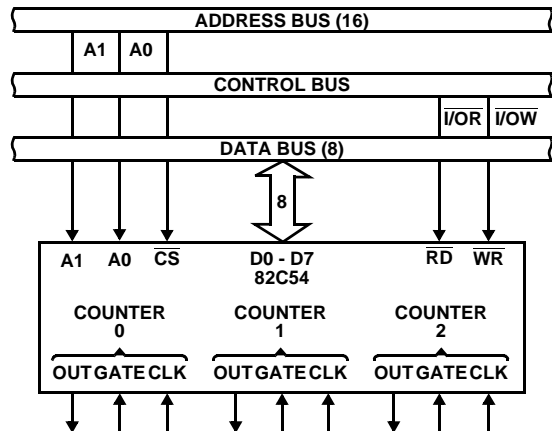 ADDRESS BUS (16)
A1 A0
CONTROL BUS
I/OR I/OW
DATA BUS (8)
8
A1 A0 CS D0 - D7 RD WR
82C54
COUNTER COUNTER COUNTER
0 1 2
OUT GATE CLK OUT GATE CLK OUT GATE CLK